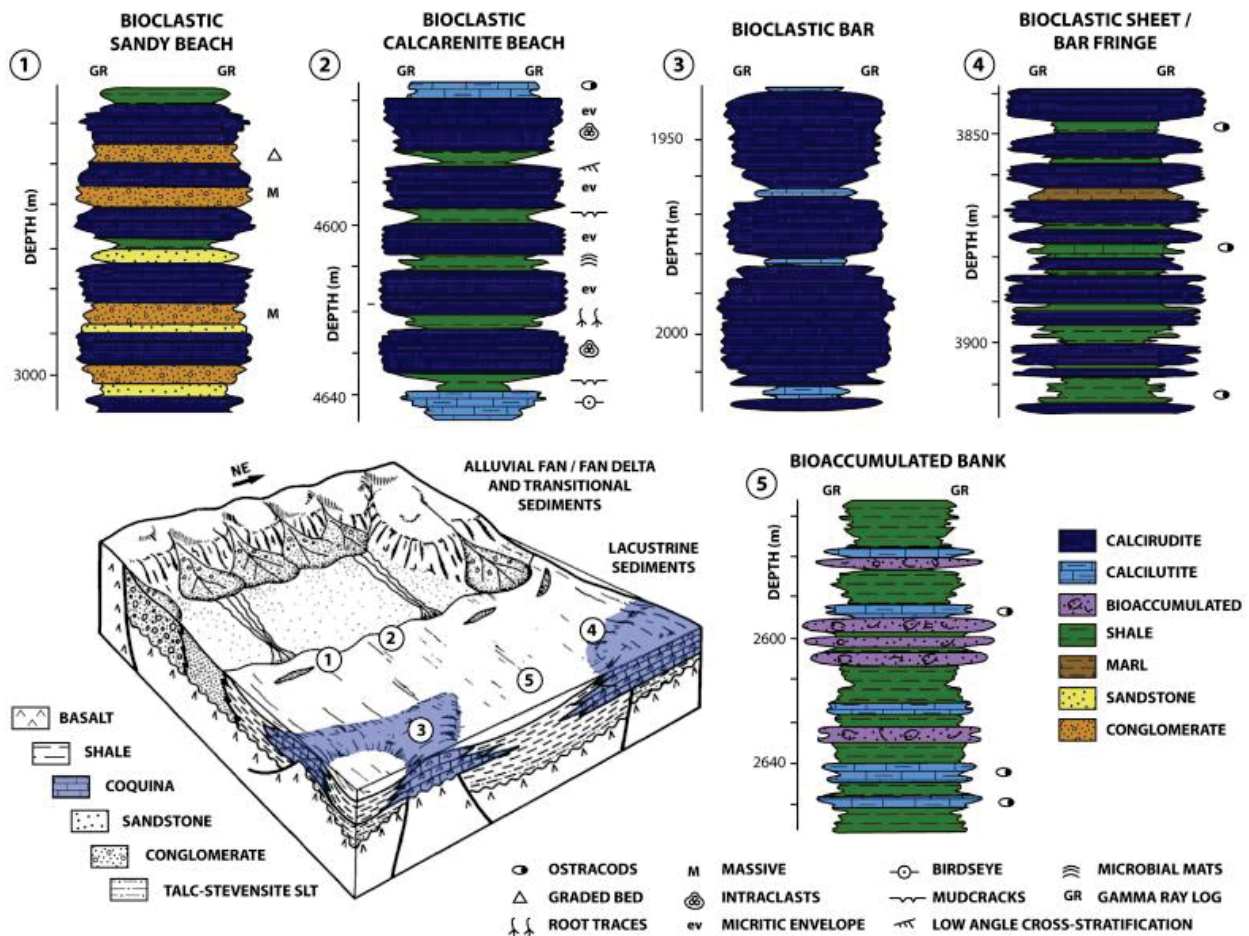 BIOCLASTIC
SANDY BEACH
1
GR GR
DEPTH (m)
3000
M
M
BIOCLASTIC
CALCARENITE BEACH
2
GR GR
DEPTH (m)
4600
4640
ev
ev
ev
ev
BIOCLASTIC BAR
3
GR GR
DEPTH (m)
1950
2000
BIOCLASTIC SHEET /
BAR FRINGE
4
GR GR
DEPTH (m)
3850
3900
NE
ALLUVIAL FAN / FAN DELTA
AND TRANSITIONAL
SEDIMENTS
LACUSTRINE
SEDIMENTS
1
2
3
4
5
BASALT
SHALE
COQUINA
SANDSTONE
CONGLOMERATE
TALC-STEVENSITE SLT
BIOACCUMULATED BANK
5
GR GR
DEPTH (m)
2600
2640
CALCIRUDITE
CALCILUTITE
BIOACCUMULATED
SHALE
MARL
SANDSTONE
CONGLOMERATE
OSTRACODS M MASSIVE BIRDSEYE MICROBIAL MATS
GRADED BED INTRACLASTS MUDCRACKS GR GAMMA RAY LOG
ROOT TRACES ev MICRITIC ENVELOPE LOW ANGLE CROSS-STRATIFICATION